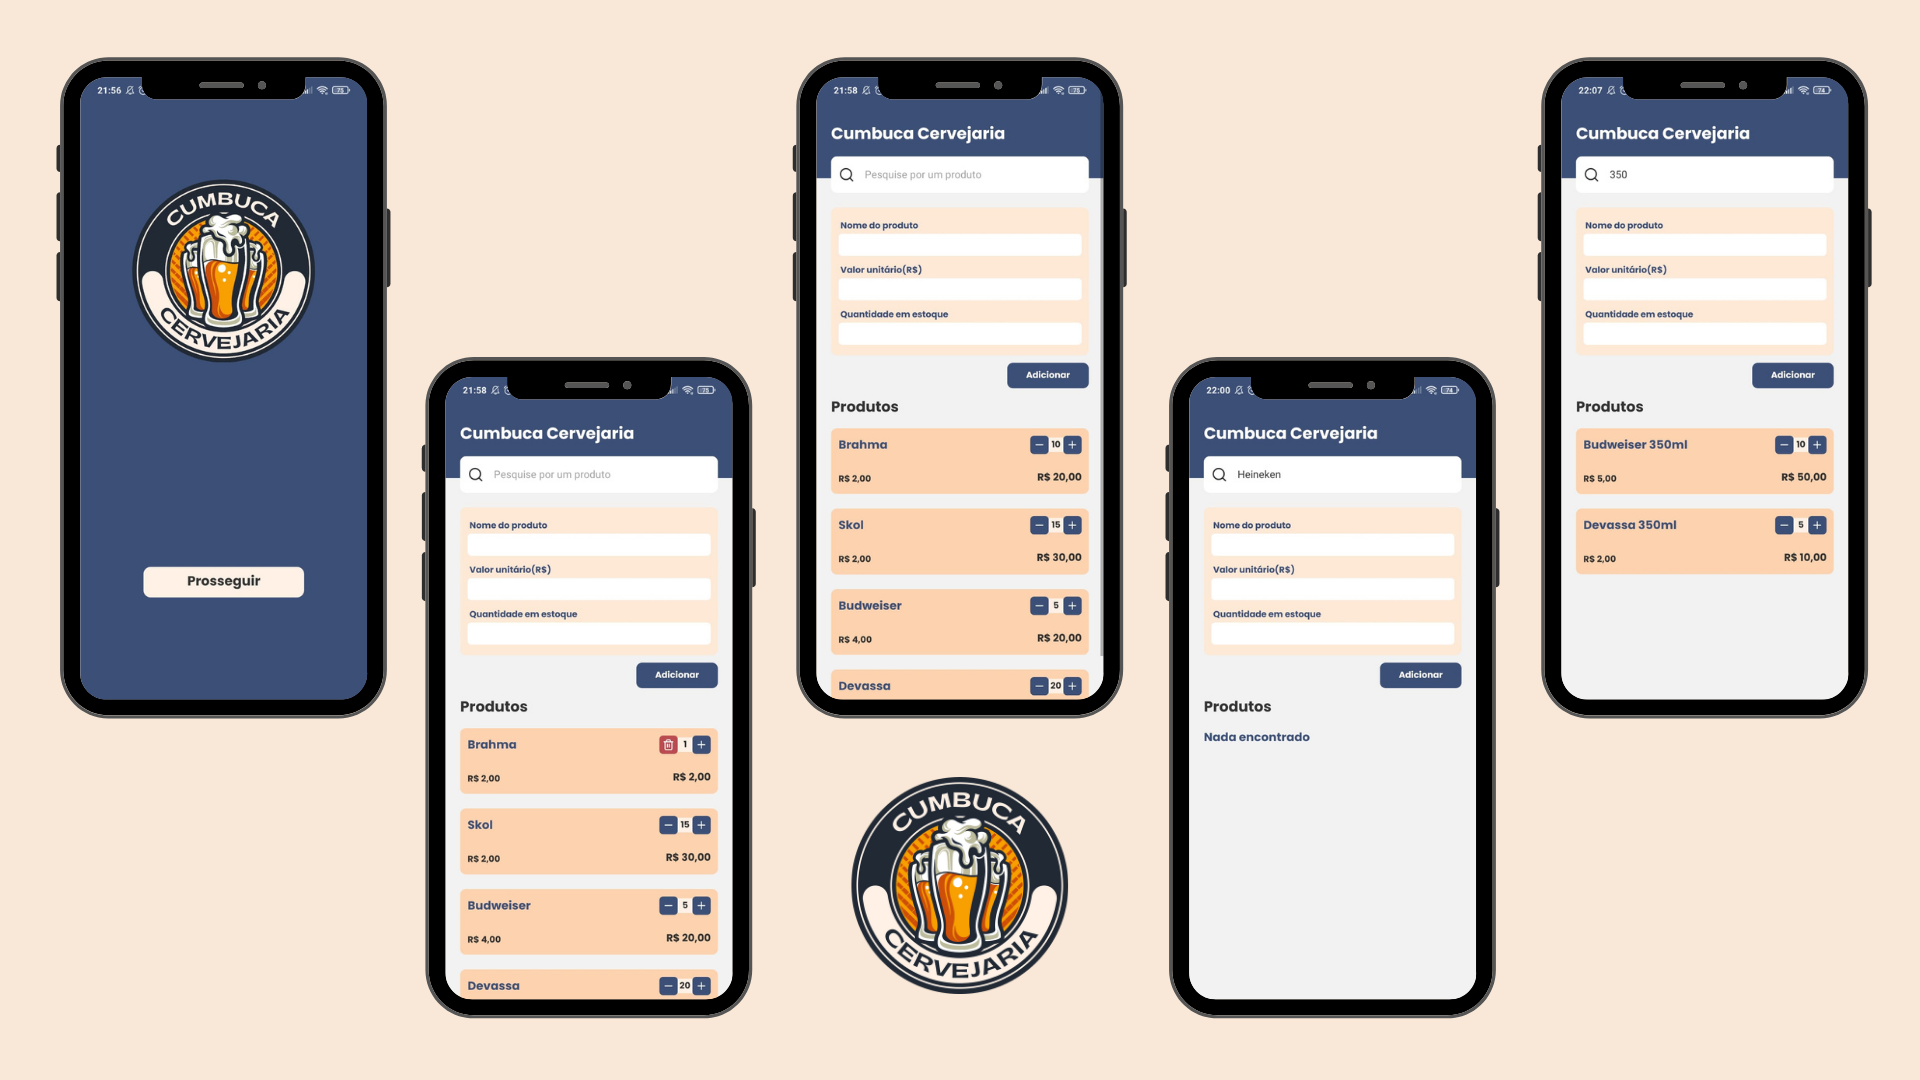 21:56
75
CUMBUCA
CERVEJARIA
Prosseguir
21:58
75
Cumbuca Cervejaria
Pesquise por um produto
Nome do produto
Valor unitário(R$)
Quantidade em estoque
Adicionar
Produtos
Brahma
1
R$ 2,00
R$ 2,00
Skol
15
R$ 2,00
R$ 30,00
Budweiser
5
R$ 4,00
R$ 20,00
Devassa
20
21:58
75
Cumbuca Cervejaria
Pesquise por um produto
Nome do produto
Valor unitário(R$)
Quantidade em estoque
Adicionar
Produtos
Brahma
10
R$ 2,00
R$ 20,00
Skol
15
R$ 2,00
R$ 30,00
Budweiser
5
R$ 4,00
R$ 20,00
Devassa
20
CUMBUCA
CERVEJARIA
22:00
74
Cumbuca Cervejaria
Heineken
Nome do produto
Valor unitário(R$)
Quantidade em estoque
Adicionar
Produtos
Nada encontrado
22:07
74
Cumbuca Cervejaria
350
Nome do produto
Valor unitário(R$)
Quantidade em estoque
Adicionar
Produtos
Budweiser 350ml
10
R$ 5,00
R$ 50,00
Devassa 350ml
5
R$ 2,00
R$ 10,00